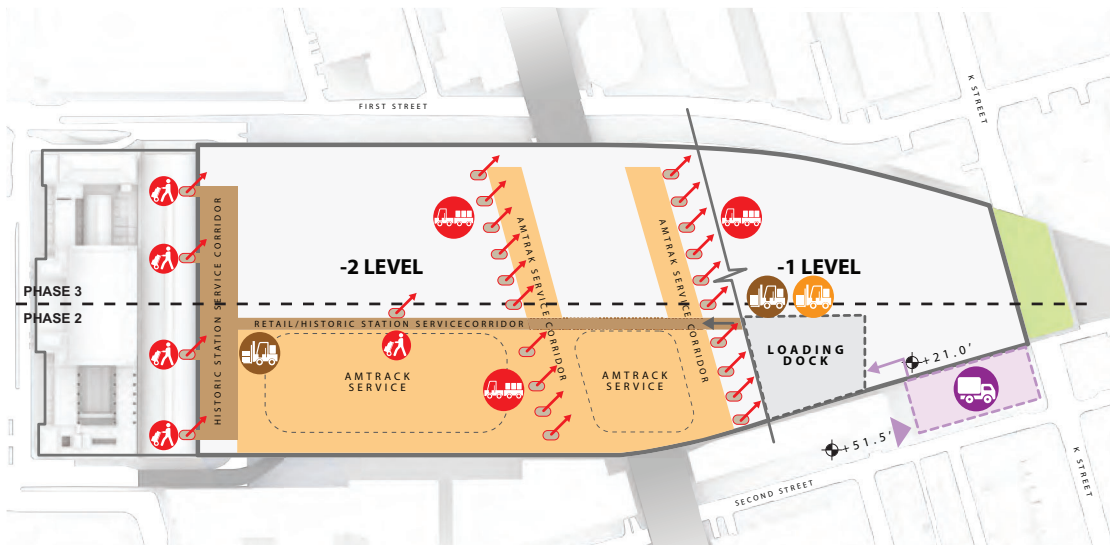 FIRST STREET
K STREET
HISTORIC STATION SERVICE CORRIDOR
AMTRAK SERVICE CORRIDOR
AMTRAK SERVICE CORRIDOR
-2 LEVEL
-1 LEVEL
PHASE 3
PHASE 2
RETAIL/HISTORIC STATION SERVICECORRIDOR
AMTRACK
SERVICE
AMTRACK
SERVICE
LOADING
DOCK
+21.0'
+51.5'
SECOND STREET
K STREET